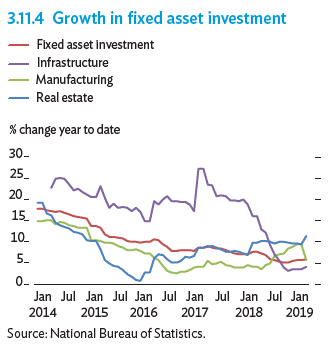 3.11.4 Growth in fixed asset investment
Fixed asset investment
Infrastructure
Manufacturing
Real estate
% change year to date
30
25
20
15
10
5
0
Jan Jul Jan Jul Jan Jul Jan Jul Jan Jul Jan
2014 2015 2016 2017 2018 2019
Source: National Bureau of Statistics.